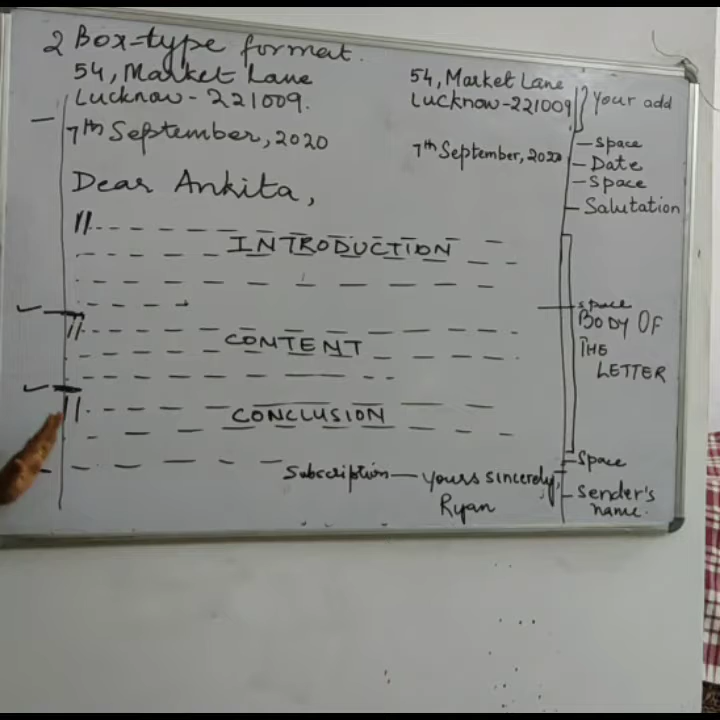 2 Box-type format.
54, Market Lane
Lucknow - 221009.
7th September, 2020
54, Market Lane
Lucknow-221009
Your add
7th September, 2020
Space
Date
Space
Salutation
Dear Ankita,
INTRODUCTION
CONTENT
CONCLUSION
space
BODY OF
THE
LETTER
Space
Subscription — Yours sincerely,
Ryan
Sender's
name.